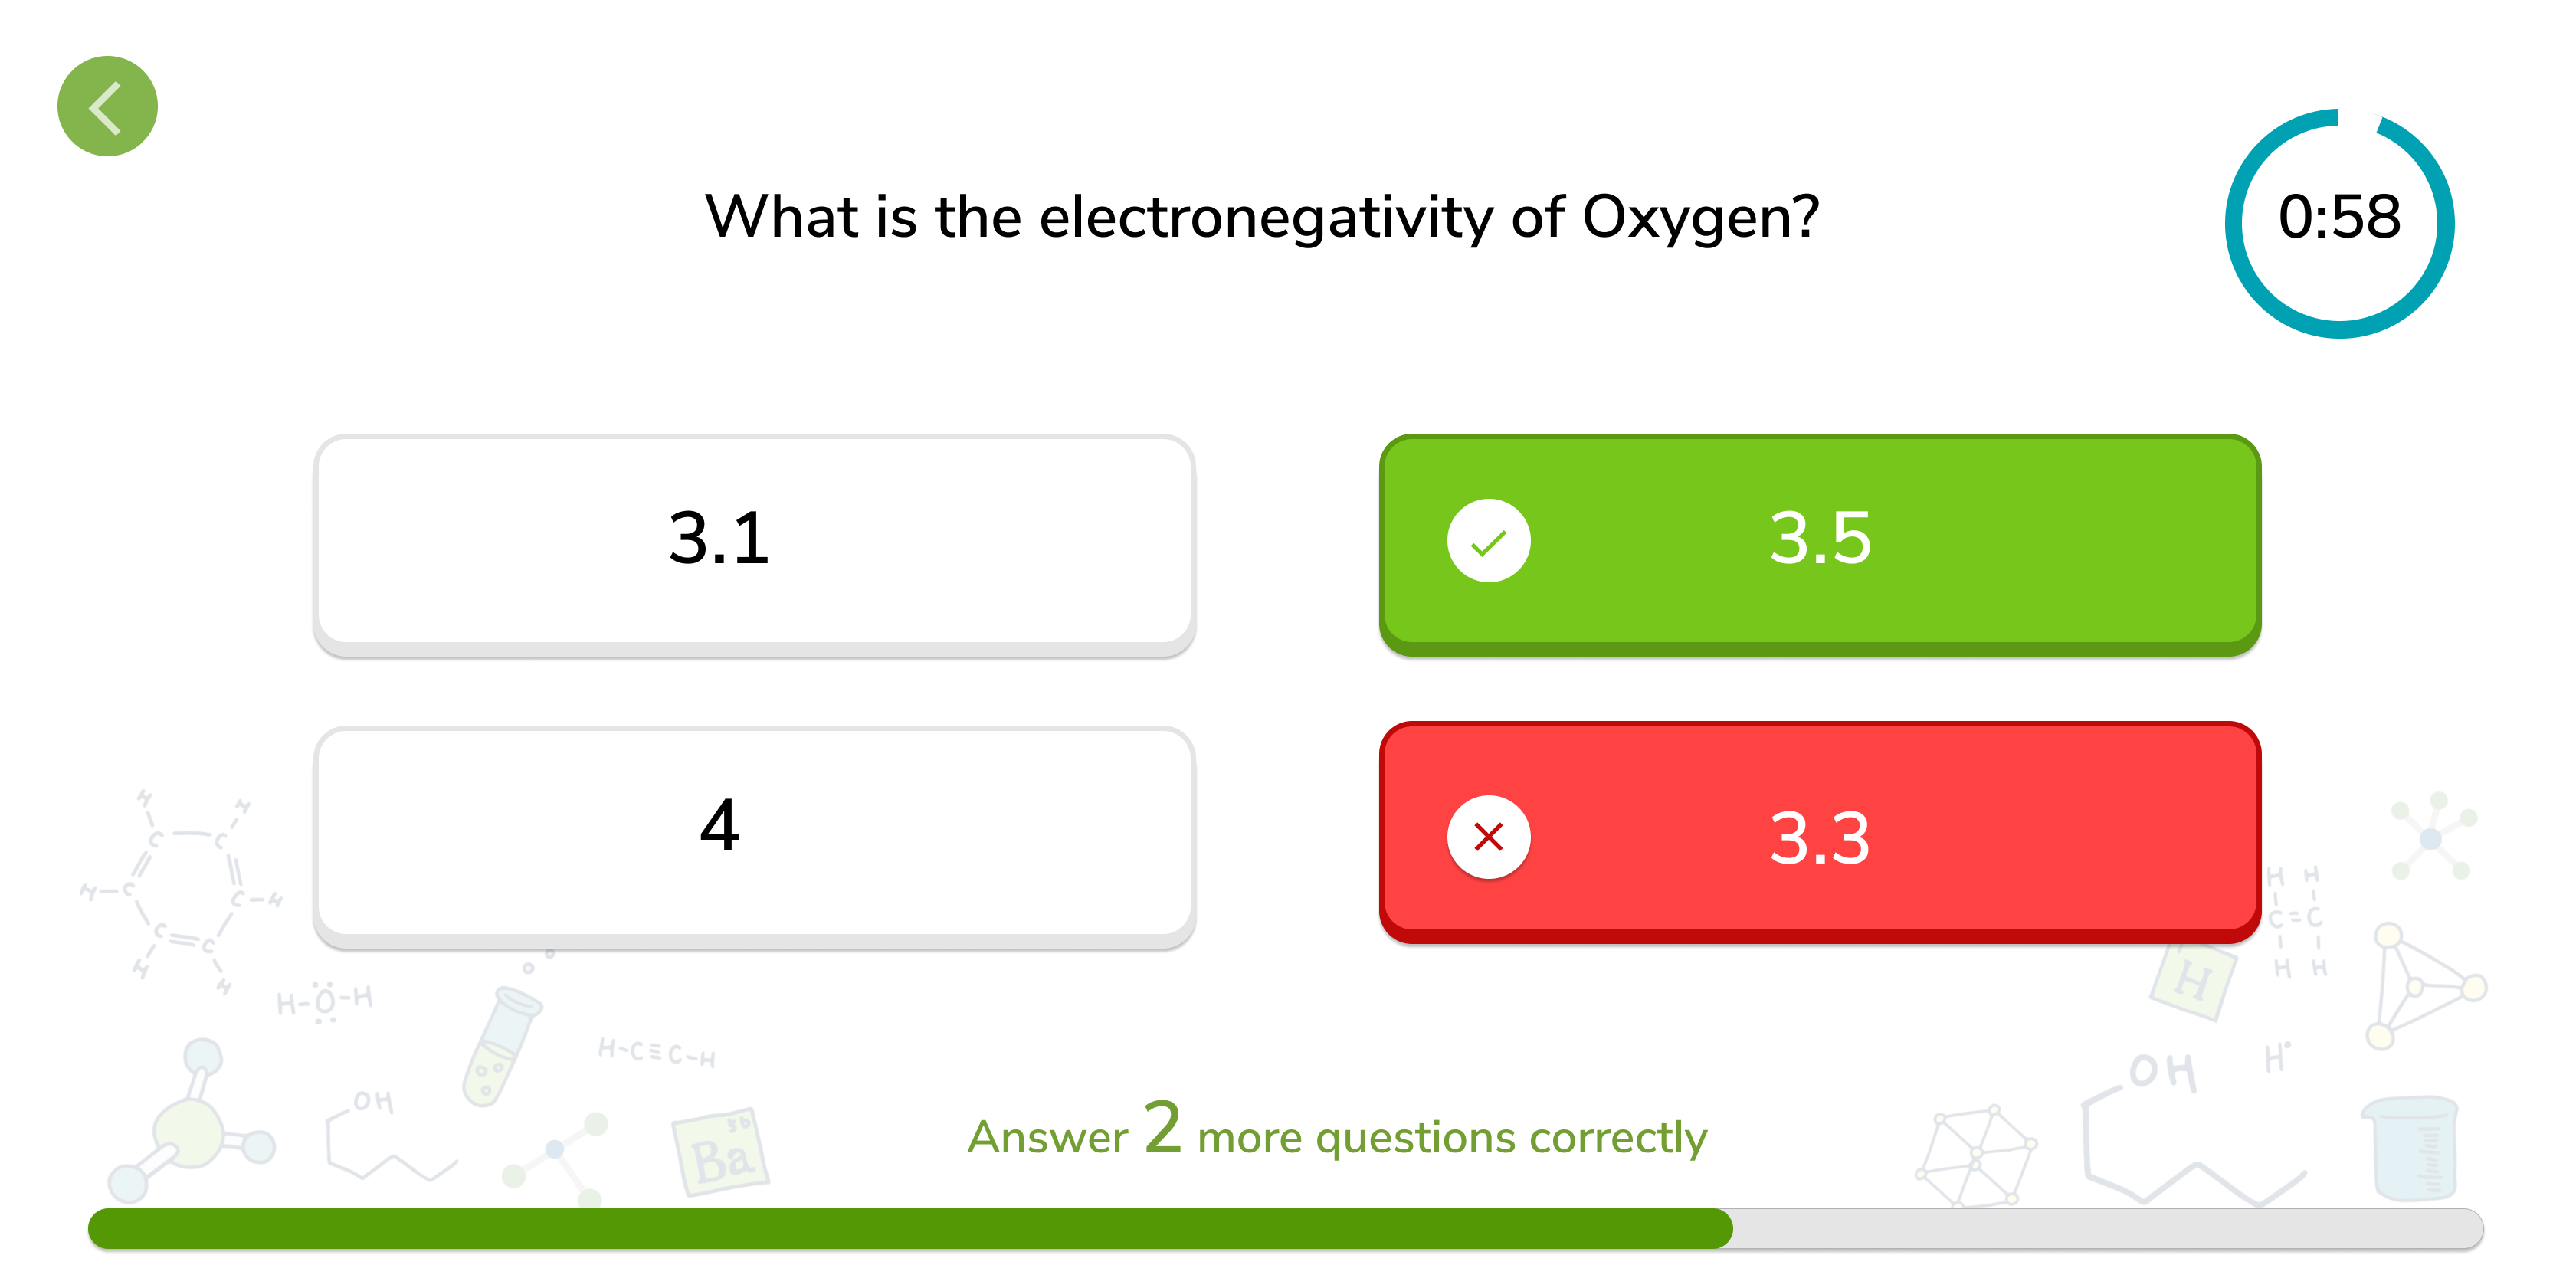 What is the electronegativity of Oxygen?
0:58
3.1
3.5
4
3.3
H H
C C
H C C H
C C
H H
H-O-H
H-C≡C-H
OH
56
Ba
H H
C=C
H H
H
H•
OH
Answer 2 more questions correctly